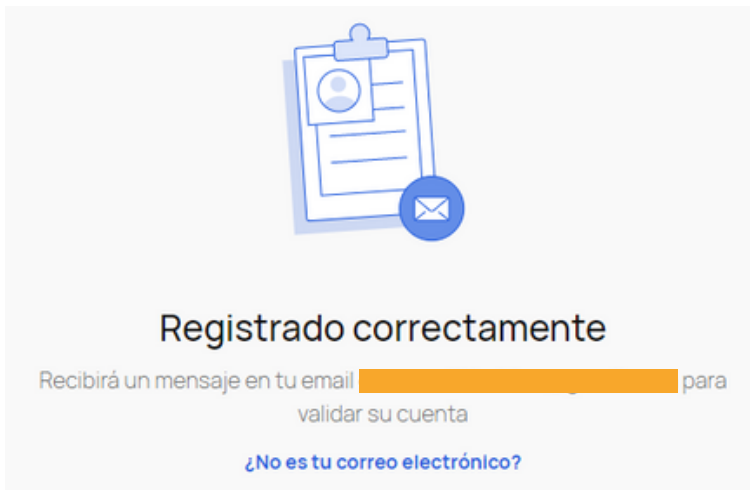 Registrado correctamente
Recibirá un mensaje en tu email para
validar su cuenta
¿No es tu correo electrónico?